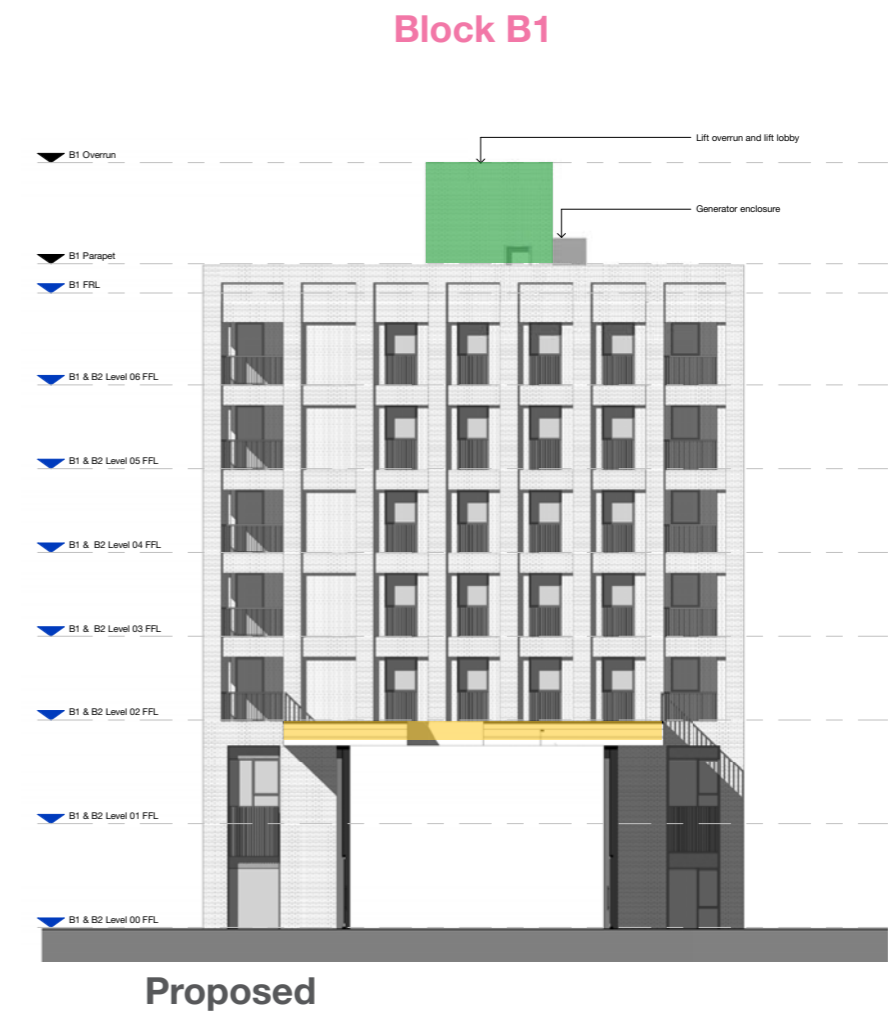 Block B1
Lift overrun and lift lobby
B1 Overrun
Generator enclosure
B1 Parapet
B1 FRL
B1 & B2 Level 06 FFL
B1 & B2 Level 05 FFL
B1 & B2 Level 04 FFL
B1 & B2 Level 03 FFL
B1 & B2 Level 02 FFL
B1 & B2 Level 01 FFL
B1 & B2 Level 00 FFL
Proposed